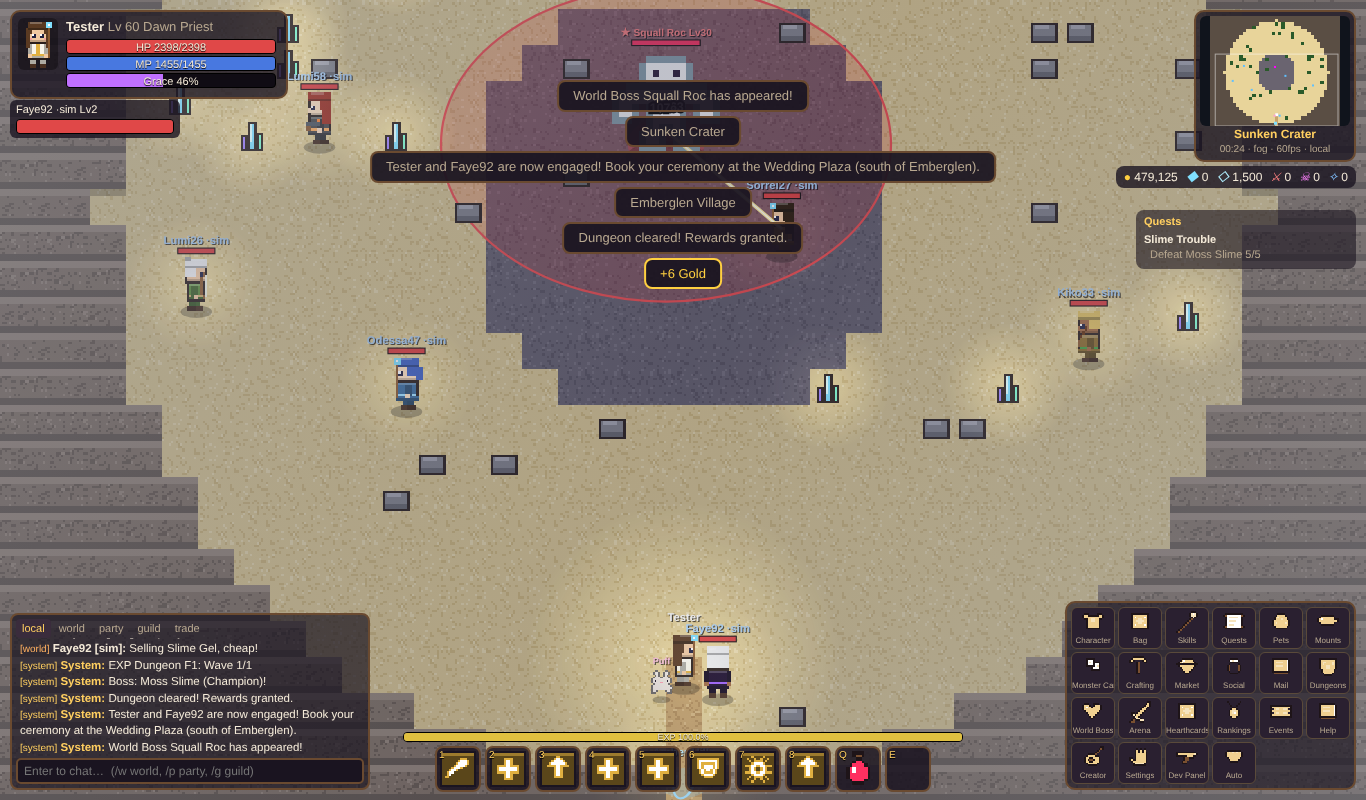 Tester Lv 60 Dawn Priest
HP 2398/2398
MP 1455/1455
Grace 46%
Faye92 ·sim Lv2
★ Squall Roc Lv30
World Boss Squall Roc has appeared!
Sunken Crater
Tester and Faye92 are now engaged! Book your ceremony at the Wedding Plaza (south of Emberglen).
Sorrel27 ·sim
Emberglen Village
Dungeon cleared! Rewards granted.
+6 Gold
Lumi26 ·sim
Odessa47 ·sim
Kiko33 ·sim
Tester
Faye92 ·sim
Puff
Sunken Crater
00:24 · fog · 60fps · local
479,125 0 1,500 0 0 0
Quests
Slime Trouble
Defeat Moss Slime 5/5
local world party guild trade
[world] Faye92 [sim]: Selling Slime Gel, cheap!
[system] System: EXP Dungeon F1: Wave 1/1
[system] System: Boss: Moss Slime (Champion)!
[system] System: Dungeon cleared! Rewards granted.
[system] System: Tester and Faye92 are now engaged! Book your
ceremony at the Wedding Plaza (south of Emberglen).
[system] System: World Boss Squall Roc has appeared!
Enter to chat… (/w world, /p party, /g guild)
EXP 100.0%
1 2 3 4 5 6 7 8 Q E
Character Bag Skills Quests Pets Mounts
Monster Ca Crafting Market Social Mail Dungeons
World Boss Arena Hearthcards Rankings Events Help
Creator Settings Dev Panel Auto